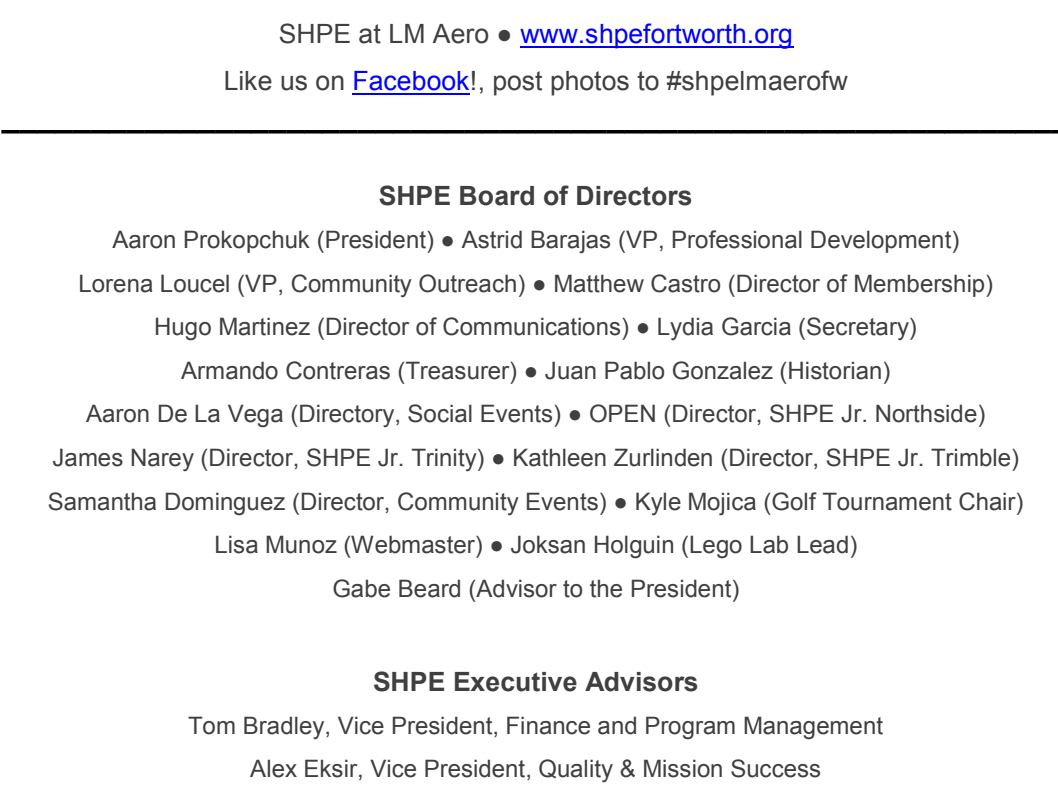 SHPE at LM Aero ● www.shpefortworth.org
Like us on Facebook!, post photos to #shpelmaerofw
SHPE Board of Directors
Aaron Prokopchuk (President) ● Astrid Barajas (VP, Professional Development)
Lorena Loucel (VP, Community Outreach) ● Matthew Castro (Director of Membership)
Hugo Martinez (Director of Communications) ● Lydia Garcia (Secretary)
Armando Contreras (Treasurer) ● Juan Pablo Gonzalez (Historian)
Aaron De La Vega (Directory, Social Events) ● OPEN (Director, SHPE Jr. Northside)
James Narey (Director, SHPE Jr. Trinity) ● Kathleen Zurlinden (Director, SHPE Jr. Trimble)
Samantha Dominguez (Director, Community Events) ● Kyle Mojica (Golf Tournament Chair)
Lisa Munoz (Webmaster) ● Joksan Holguin (Lego Lab Lead)
Gabe Beard (Advisor to the President)
SHPE Executive Advisors
Tom Bradley, Vice President, Finance and Program Management
Alex Eksir, Vice President, Quality & Mission Success